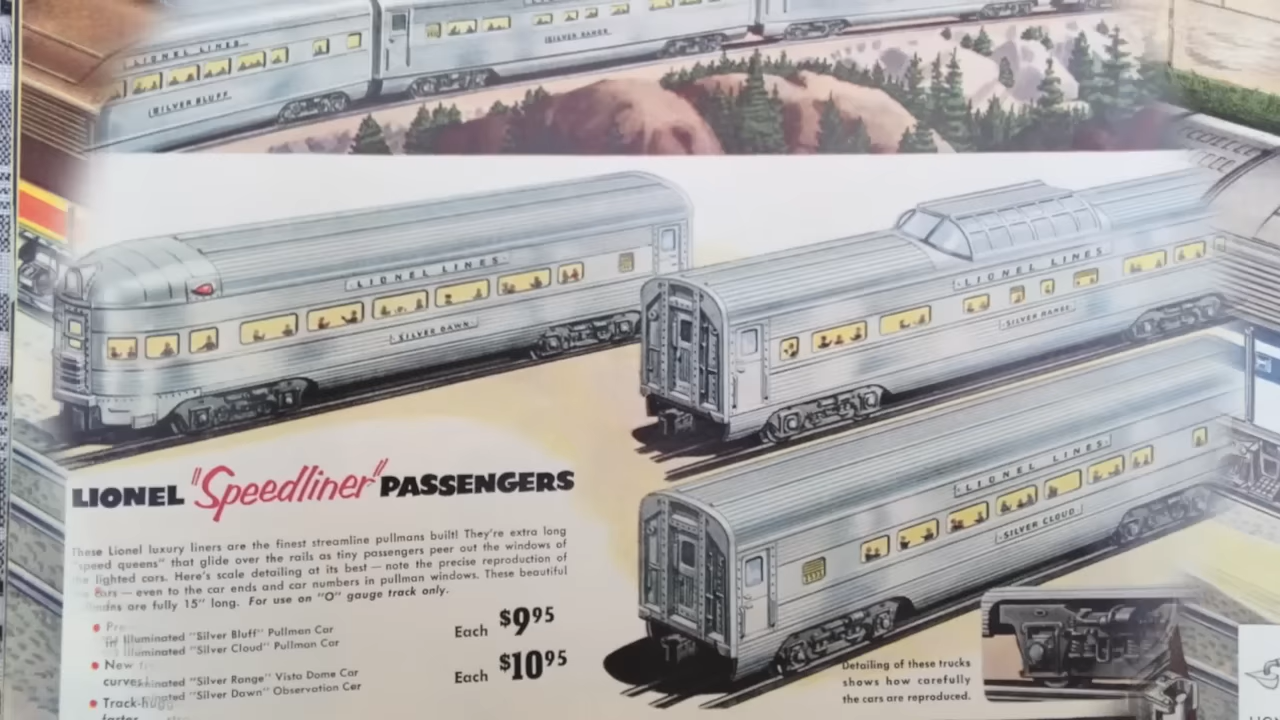 LIONEL LINES
SILVER BLUFF
SILVER RANGE
LIONEL LINES
SILVER DAWN
LIONEL LINES
SILVER RANGE
LIONEL LINES
SILVER CLOUD
LIONEL "Speedliner" PASSENGERS
These Lionel luxury liners are the finest streamline pullmans built! They're extra long
"speed queens" that glide over the rails as tiny passengers peer out the windows of
lighted cars. Here's scale detailing at its best — note the precise reproduction of
— even to the car ends and car numbers in pullman windows. These beautiful
are fully 15" long. For use on "O" gauge track only.
Illuminated "Silver Bluff" Pullman Car
Illuminated "Silver Cloud" Pullman Car
Each $9.95
• New
curves
"Silver Range" Vista Dome Car
"Silver Dawn" Observation Car
Each $10.95
• Track-hugg
Detailing of these trucks
shows how carefully
the cars are reproduced.